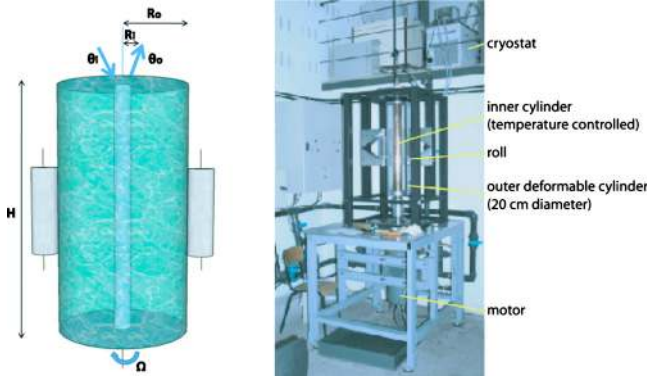 Ro
RI
θI
θo
H
Ω
cryostat
inner cylinder
(temperature controlled)
roll
outer deformable cylinder
(20 cm diameter)
motor